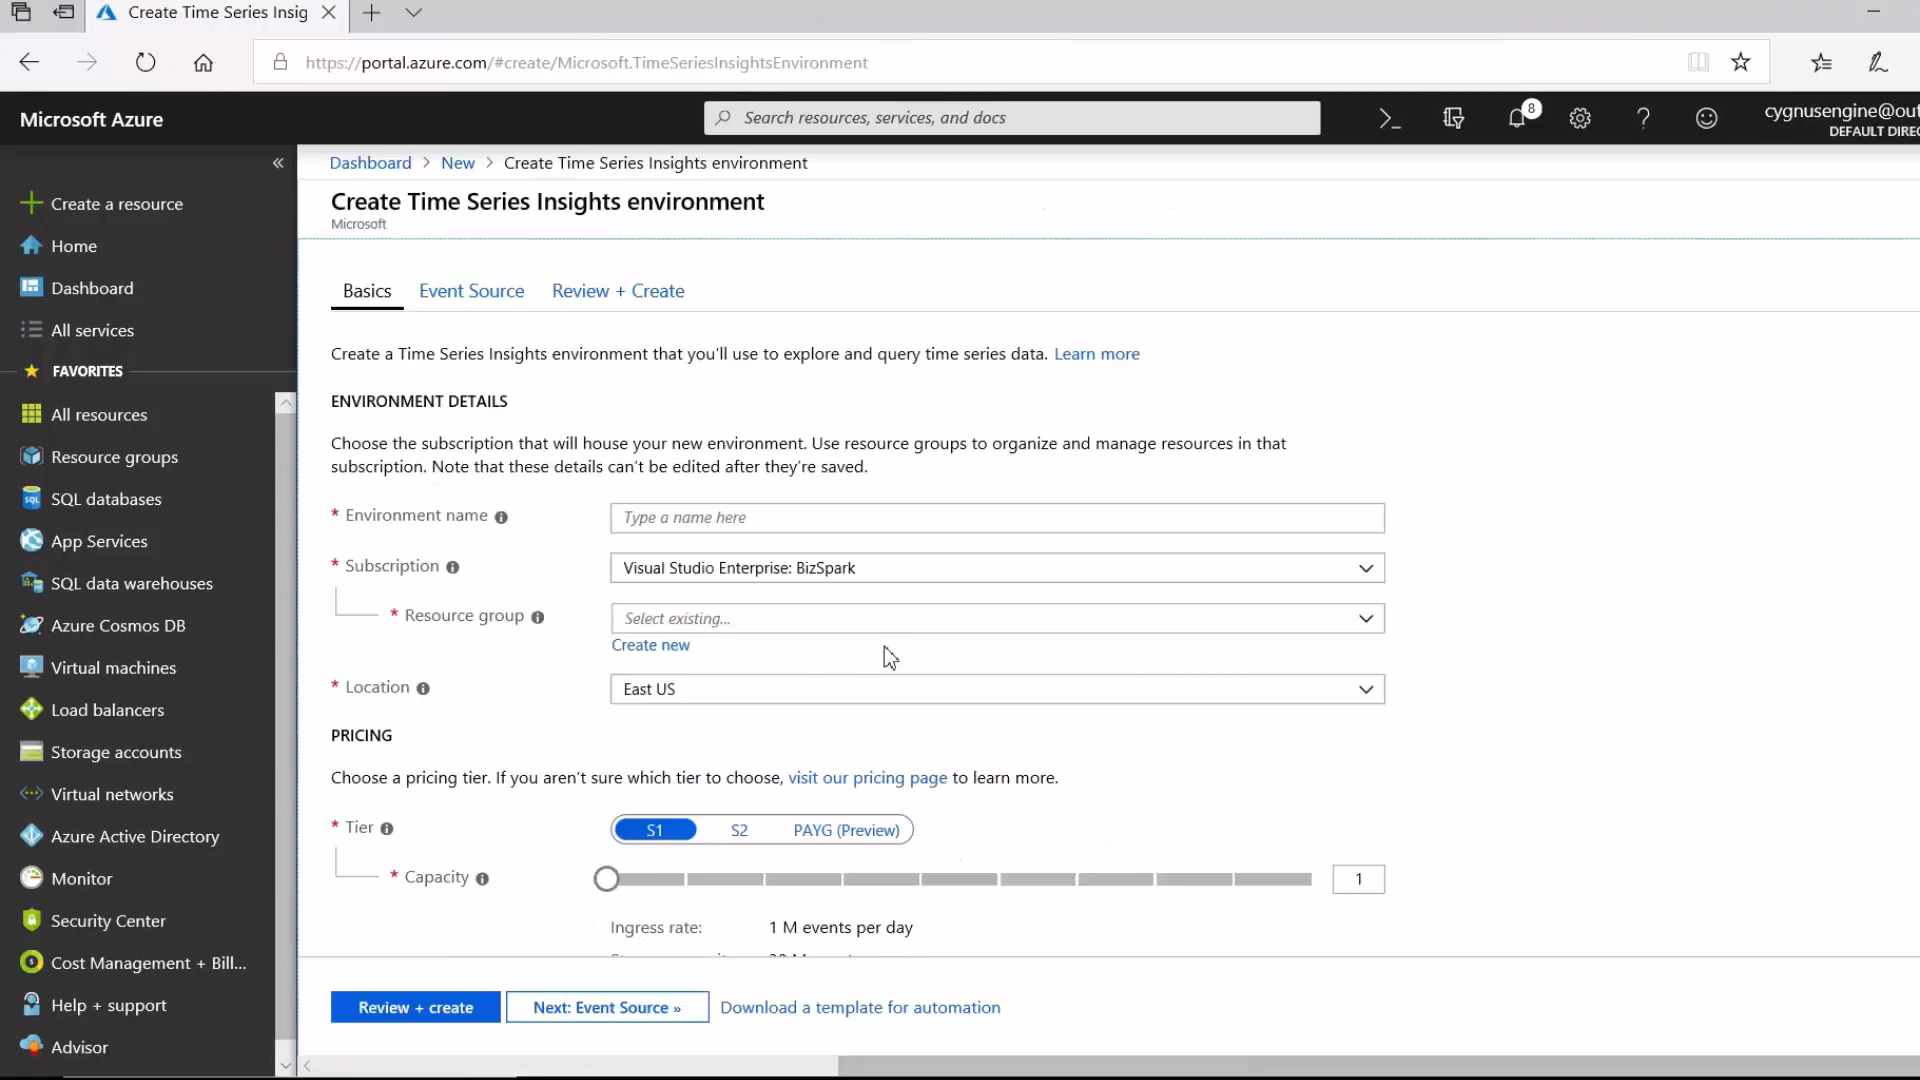 Create Time Series Insig
https://portal.azure.com/#create/Microsoft.TimeSeriesInsightsEnvironment
Microsoft Azure
Search resources, services, and docs
8
cygnusengine@out
DEFAULT DIREC
Dashboard > New > Create Time Series Insights environment
Create Time Series Insights environment
Microsoft
Create a resource
Home
Dashboard
All services
FAVORITES
All resources
Resource groups
SQL databases
App Services
SQL data warehouses
Azure Cosmos DB
Virtual machines
Load balancers
Storage accounts
Virtual networks
Azure Active Directory
Monitor
Security Center
Cost Management + Bill...
Help + support
Advisor
Basics Event Source Review + Create
Create a Time Series Insights environment that you'll use to explore and query time series data. Learn more
ENVIRONMENT DETAILS
Choose the subscription that will house your new environment. Use resource groups to organize and manage resources in that
subscription. Note that these details can't be edited after they're saved.
* Environment name Type a name here
* Subscription Visual Studio Enterprise: BizSpark
* Resource group Select existing...
Create new
* Location East US
PRICING
Choose a pricing tier. If you aren't sure which tier to choose, visit our pricing page to learn more.
* Tier S1 S2 PAYG (Preview)
* Capacity 1
Ingress rate: 1 M events per day
Review + create Next: Event Source » Download a template for automation